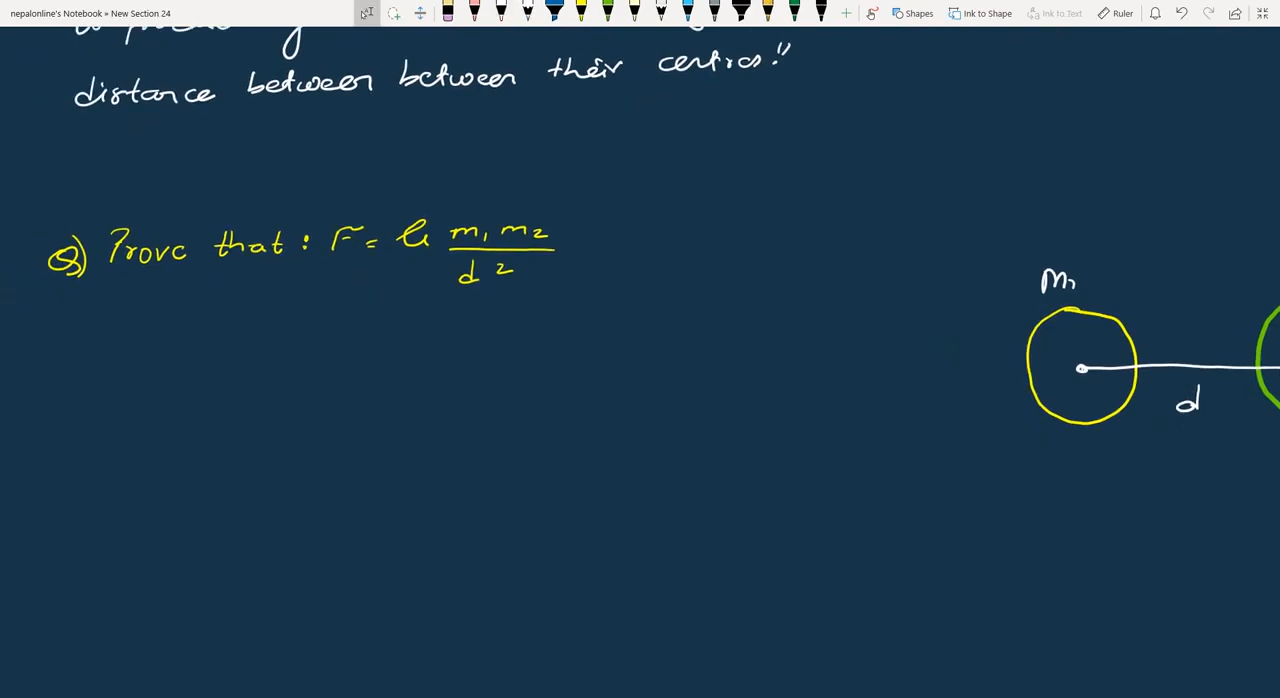 nepalonline's Notebook » New Section 24
Shapes Ink to Shape Ink to Text Ruler
distance between between their centres."
Q) Prove that : F = G m1 m2 / d2
m1
d